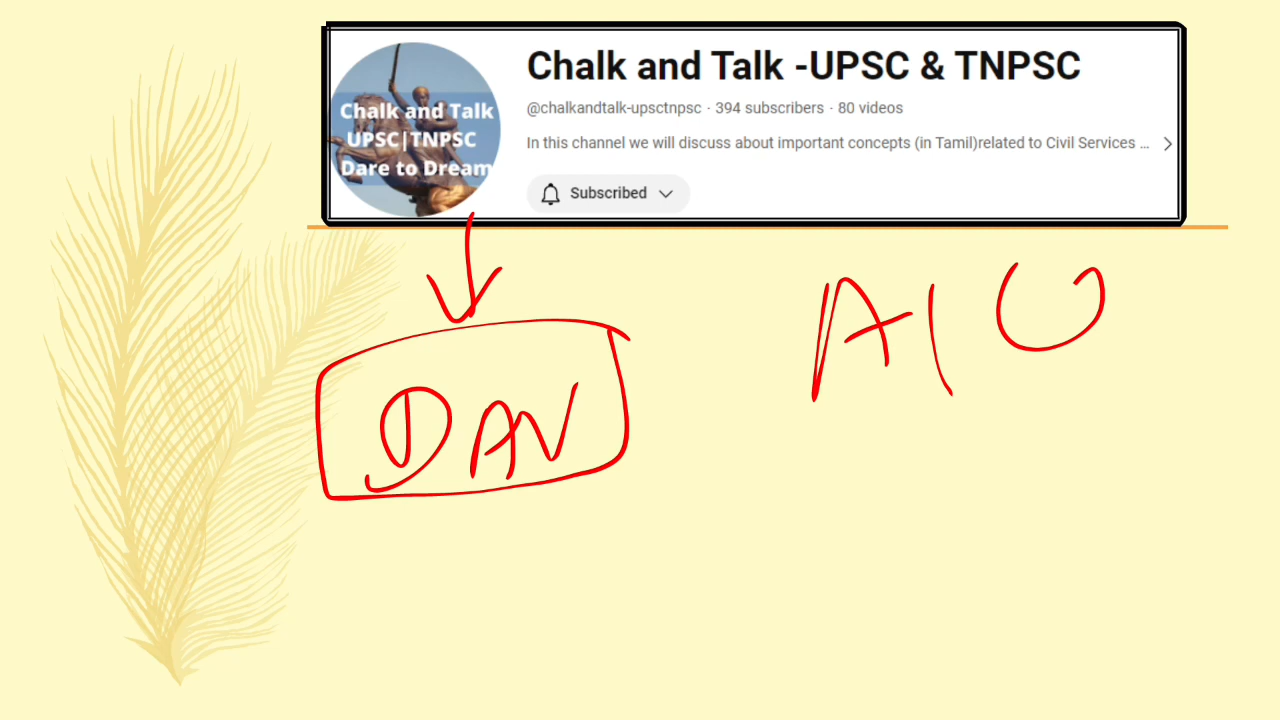 Chalk and Talk -UPSC & TNPSC
@chalkandtalk-upsctnpsc · 394 subscribers · 80 videos
In this channel we will discuss about important concepts (in Tamil)related to Civil Services ...
Subscribed
Chalk and Talk
UPSC|TNPSC
Dare to Dream
DAV